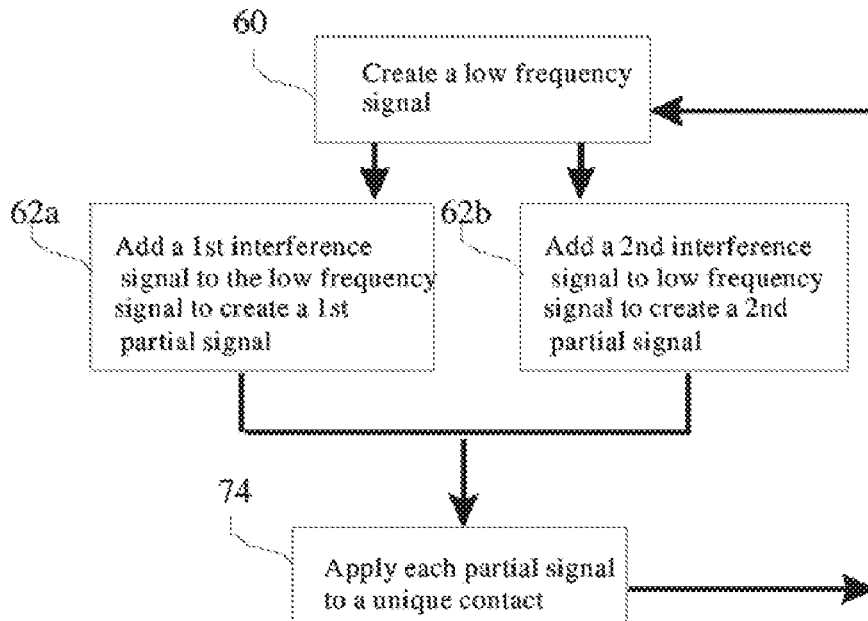 60
Create a low frequency
signal
62a
Add a 1st interference
signal to the low frequency
signal to create a 1st
partial signal
62b
Add a 2nd interference
signal to low frequency
signal to create a 2nd
partial signal
74
Apply each partial signal
to a unique contact